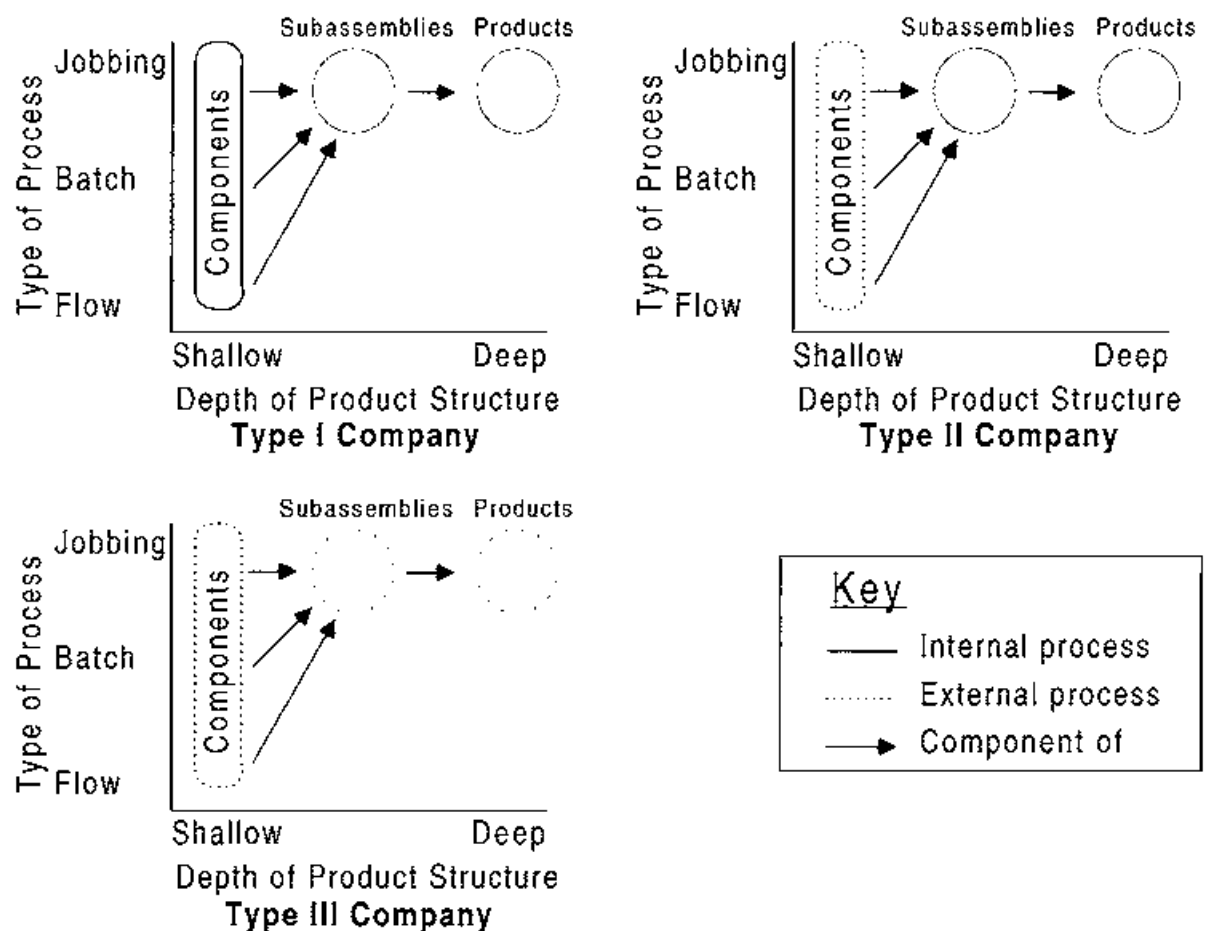 Subassemblies Products
Jobbing
Batch
Flow
Type of Process
Components
Shallow Deep
Depth of Product Structure
Type I Company
Subassemblies Products
Jobbing
Batch
Flow
Type of Process
Components
Shallow Deep
Depth of Product Structure
Type II Company
Subassemblies Products
Jobbing
Batch
Flow
Type of Process
Components
Shallow Deep
Depth of Product Structure
Type III Company
Key
Internal process
External process
Component of